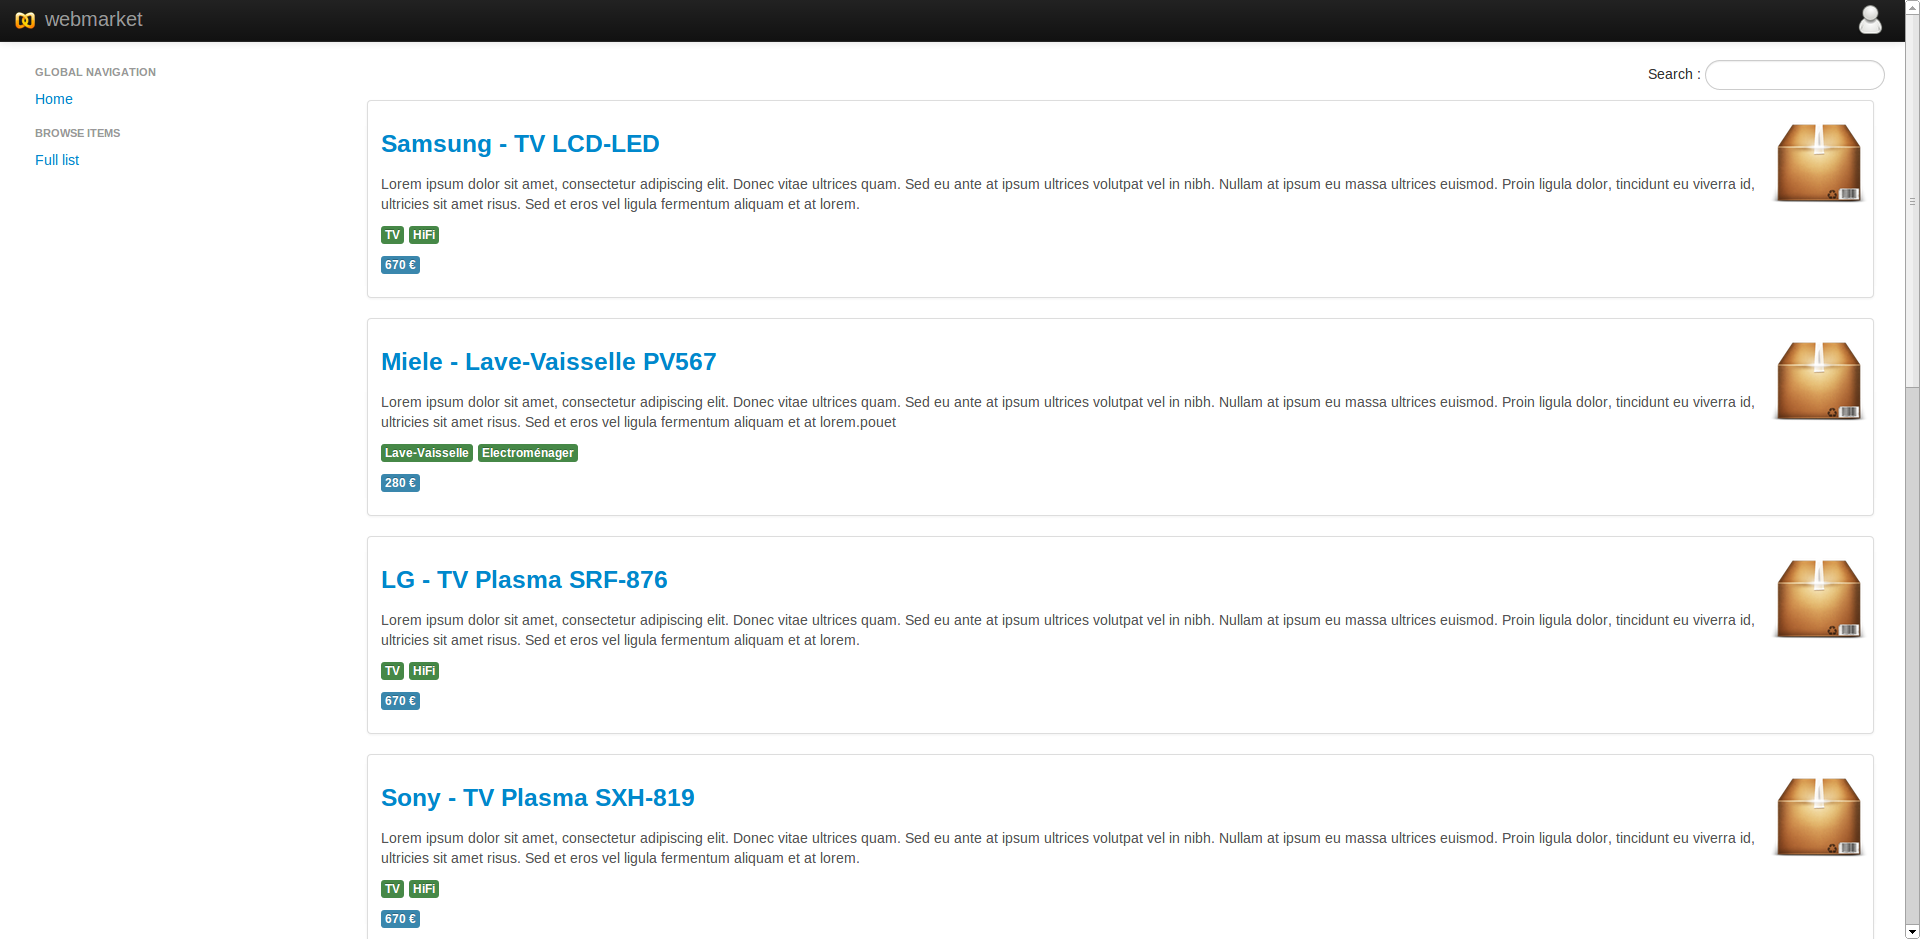 webmarket
GLOBAL NAVIGATION
Home
BROWSE ITEMS
Full list
Search :
Samsung - TV LCD-LED
Lorem ipsum dolor sit amet, consectetur adipiscing elit. Donec vitae ultrices quam. Sed eu ante at ipsum ultrices volutpat vel in nibh. Nullam at ipsum eu massa ultrices euismod. Proin ligula dolor, tincidunt eu viverra id,
ultricies sit amet risus. Sed et eros vel ligula fermentum aliquam et at lorem.
TV HiFi
670 €
Miele - Lave-Vaisselle PV567
Lorem ipsum dolor sit amet, consectetur adipiscing elit. Donec vitae ultrices quam. Sed eu ante at ipsum ultrices volutpat vel in nibh. Nullam at ipsum eu massa ultrices euismod. Proin ligula dolor, tincidunt eu viverra id,
ultricies sit amet risus. Sed et eros vel ligula fermentum aliquam et at lorem.pouet
Lave-Vaisselle Electroménager
280 €
LG - TV Plasma SRF-876
Lorem ipsum dolor sit amet, consectetur adipiscing elit. Donec vitae ultrices quam. Sed eu ante at ipsum ultrices volutpat vel in nibh. Nullam at ipsum eu massa ultrices euismod. Proin ligula dolor, tincidunt eu viverra id,
ultricies sit amet risus. Sed et eros vel ligula fermentum aliquam et at lorem.
TV HiFi
670 €
Sony - TV Plasma SXH-819
Lorem ipsum dolor sit amet, consectetur adipiscing elit. Donec vitae ultrices quam. Sed eu ante at ipsum ultrices volutpat vel in nibh. Nullam at ipsum eu massa ultrices euismod. Proin ligula dolor, tincidunt eu viverra id,
ultricies sit amet risus. Sed et eros vel ligula fermentum aliquam et at lorem.
TV HiFi
670 €